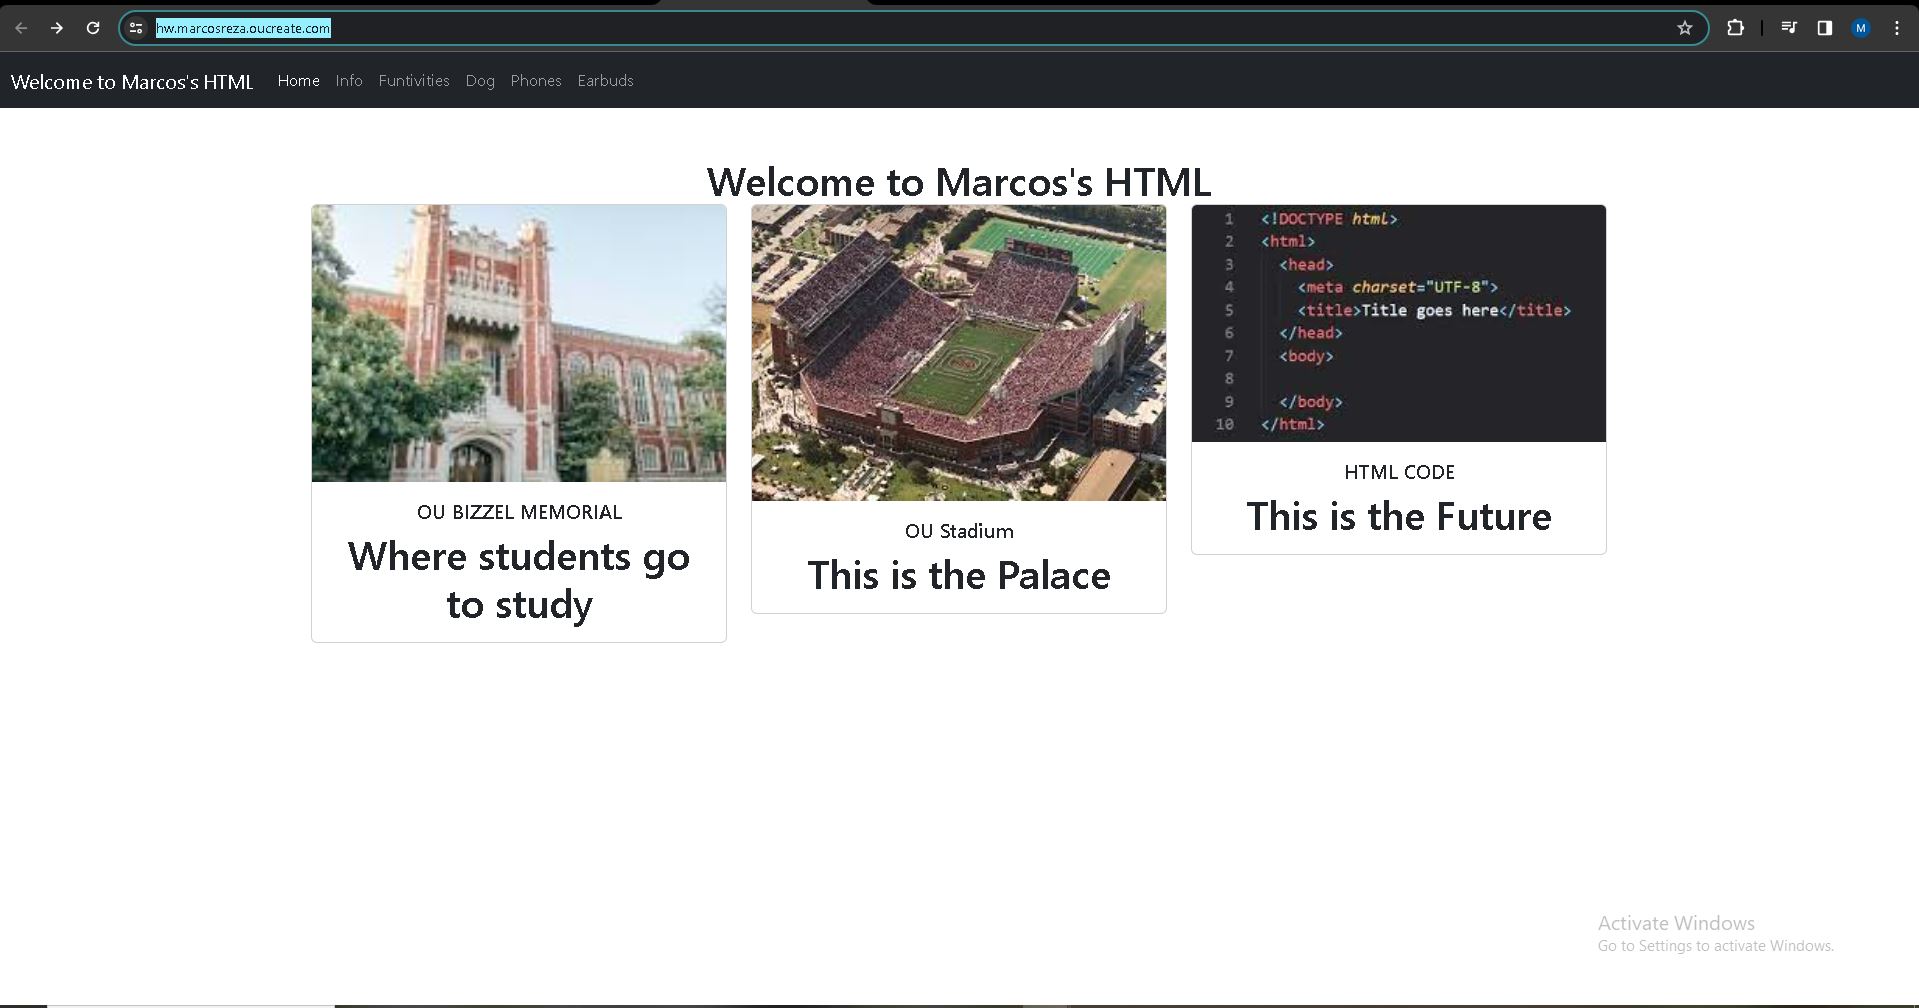 hw.marcosreza.oucreate.com
M
Welcome to Marcos's HTML Home Info Funtivities Dog Phones Earbuds
Welcome to Marcos's HTML
OU BIZZEL MEMORIAL
Where students go
to study
OU Stadium
This is the Palace
1 <!DOCTYPE html>
2 <html>
3 <head>
4 <meta charset="UTF-8">
5 <title>Title goes here</title>
6 </head>
7 <body>
8
9 </body>
10 </html>
HTML CODE
This is the Future
Activate Windows
Go to Settings to activate Windows.